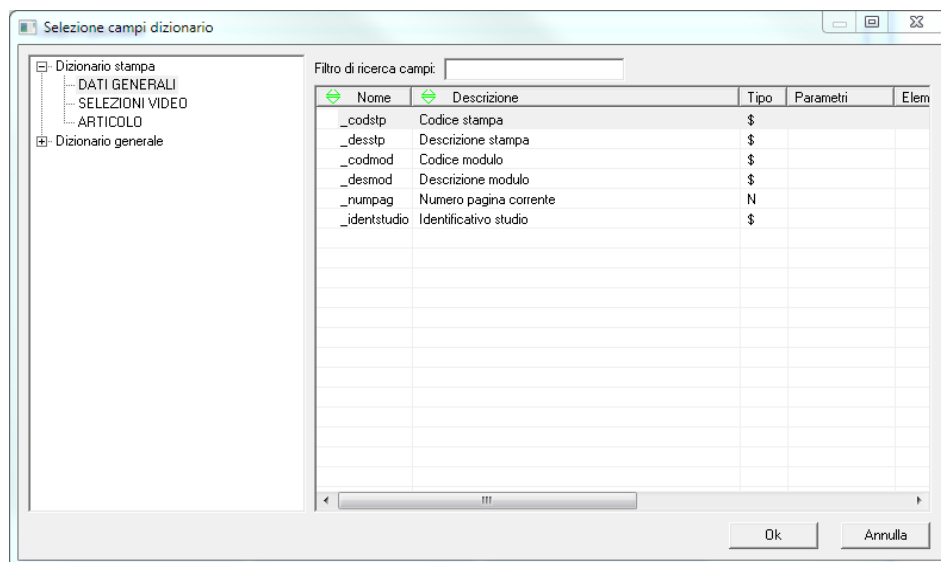 Selezione campi dizionario
Dizionario stampa
DATI GENERALI
SELEZIONI VIDEO
ARTICOLO
Dizionario generale
Filtro di ricerca campi:
Nome Descrizione Tipo Parametri Elem
_codstp Codice stampa $
_desstp Descrizione stampa $
_codmod Codice modulo $
_desmod Descrizione modulo $
_numpag Numero pagina corrente N
_identstudio Identificativo studio $
Ok Annulla